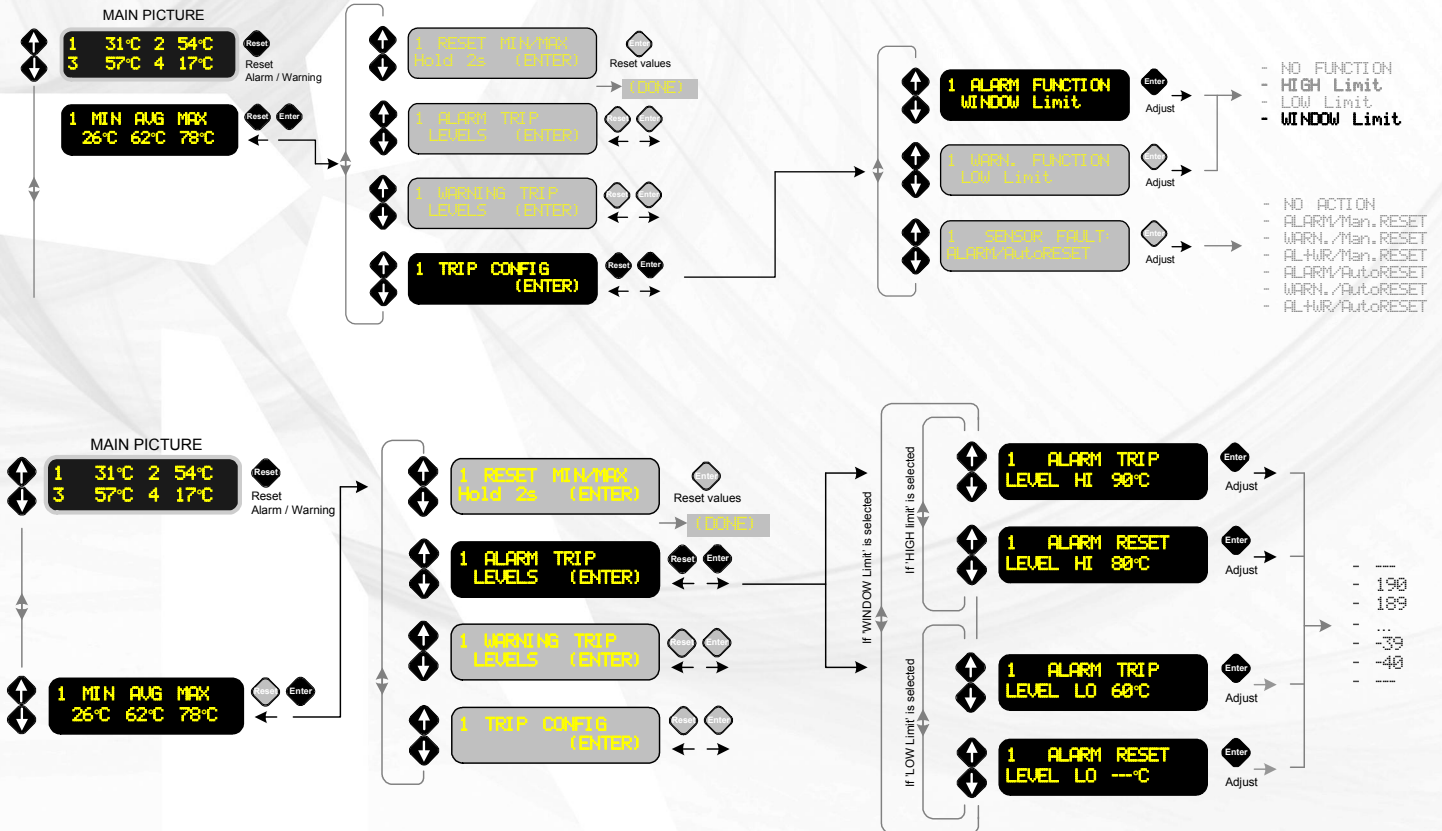 MAIN PICTURE
1 31°C 2 54°C
3 57°C 4 17°C
Reset
Reset
Alarm / Warning
1 MIN AVG MAX
26°C 62°C 78°C
Reset Enter
1 RESET MIN/MAX
Hold 2s (ENTER)
Enter
Reset values
(DONE)
1 ALARM TRIP
LEVELS (ENTER)
Reset Enter
1 WARNING TRIP
LEVELS (ENTER)
Reset Enter
1 TRIP CONFIG
(ENTER)
Reset Enter
1 ALARM FUNCTION
WINDOW Limit
Enter
Adjust
1 WARN. FUNCTION
LOW Limit
Enter
Adjust
1 SENSOR FAULT:
ALARM/AutoRESET
Enter
Adjust
- NO FUNCTION
- HIGH Limit
- LOW Limit
- WINDOW Limit
- NO ACTION
- ALARM/Man.RESET
- WARN./Man.RESET
- AL+WR/Man.RESET
- ALARM/AutoRESET
- WARN./AutoRESET
- AL+WR/AutoRESET
MAIN PICTURE
1 31°C 2 54°C
3 57°C 4 17°C
Reset
Reset
Alarm / Warning
1 MIN AVG MAX
26°C 62°C 78°C
Reset Enter
1 RESET MIN/MAX
Hold 2s (ENTER)
Enter
Reset values
(DONE)
1 ALARM TRIP
LEVELS (ENTER)
Reset Enter
1 WARNING TRIP
LEVELS (ENTER)
Reset Enter
1 TRIP CONFIG
(ENTER)
Reset Enter
If 'WINDOW Limit' is selected
If 'HIGH limit' is selected
1 ALARM TRIP
LEVEL HI 90°C
Enter
Adjust
1 ALARM RESET
LEVEL HI 80°C
Enter
Adjust
If 'LOW Limit' is selected
1 ALARM TRIP
LEVEL LO 60°C
Enter
Adjust
1 ALARM RESET
LEVEL LO ---°C
Enter
Adjust
- ---
- 190
- 189
- ...
- -39
- -40
- ---